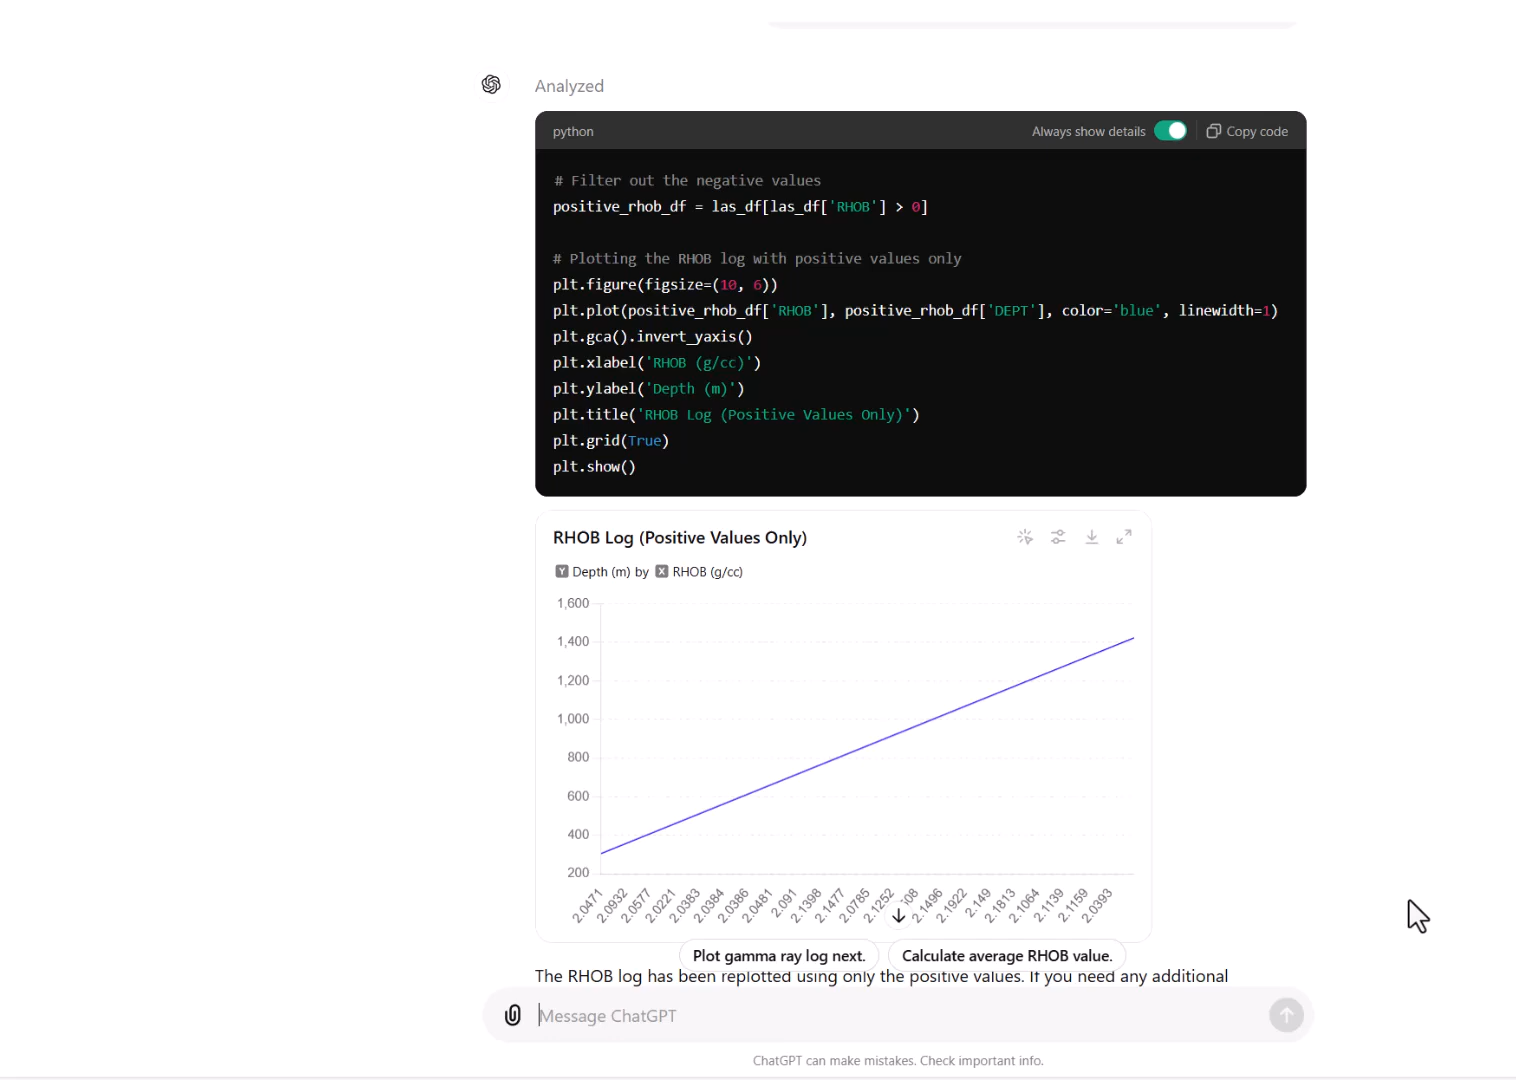 Analyzed
python
Always show details
Copy code
# Filter out the negative values
positive_rhob_df = las_df[las_df['RHOB'] > 0]
# Plotting the RHOB log with positive values only
plt.figure(figsize=(10, 6))
plt.plot(positive_rhob_df['RHOB'], positive_rhob_df['DEPT'], color='blue', linewidth=1)
plt.gca().invert_yaxis()
plt.xlabel('RHOB (g/cc)')
plt.ylabel('Depth (m)')
plt.title('RHOB Log (Positive Values Only)')
plt.grid(True)
plt.show()
RHOB Log (Positive Values Only)
Y Depth (m) by X RHOB (g/cc)
1,600
1,400
1,200
1,000
800
600
400
200
2.0471
2.0932
2.0577
2.0221
2.0383
2.0384
2.0386
2.0481
2.091
2.1398
2.1477
2.0785
2.1252
2.1496
2.1922
2.149
2.1813
2.1064
2.1139
2.1159
2.0393
Plot gamma ray log next.
Calculate average RHOB value.
The RHOB log has been replotted using only the positive values. If you need any additional
Message ChatGPT
ChatGPT can make mistakes. Check important info.